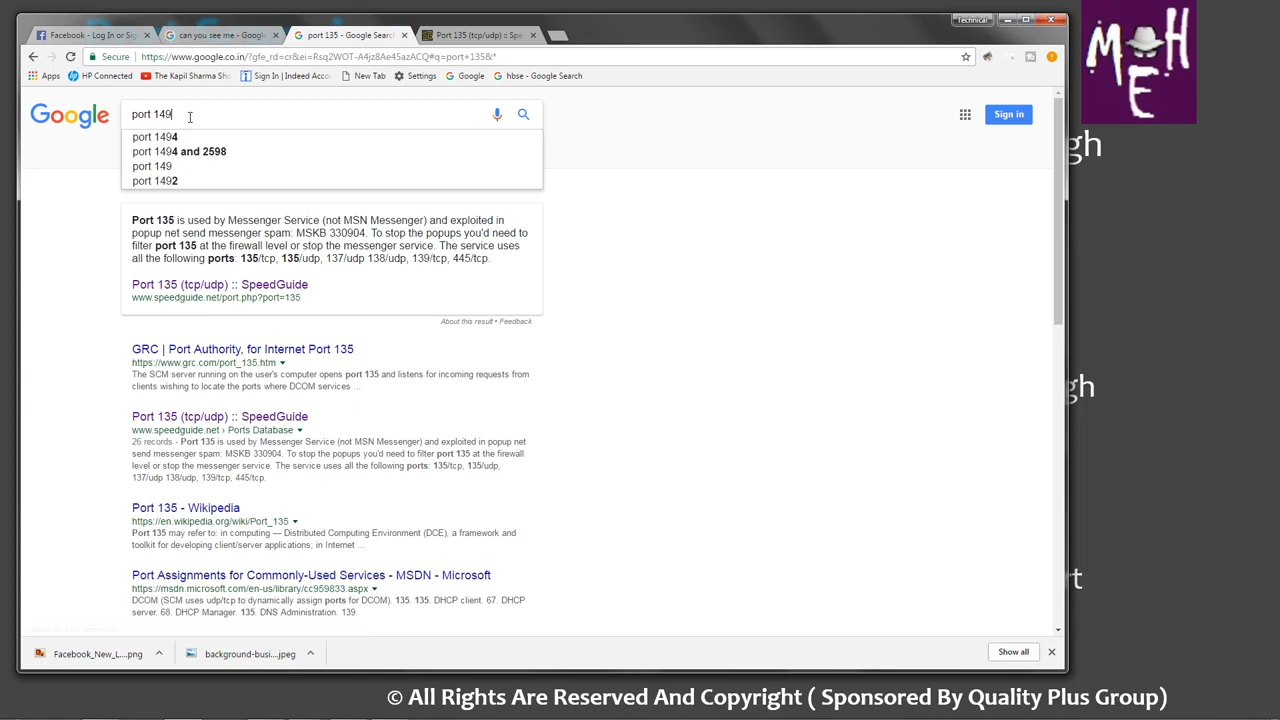 Technical
Facebook - Log In or Sig
can you see me - Google
port 135 - Google Search
Port 135 (tcp/udp) :: Spe
Secure
https://www.google.co.in/?gfe_rd=cr&ei=Rsq2WOT-A4jz8Ae45azACQ#q=port+135&*
Apps
HP Connected
The Kapil Sharma Sho
Sign In | Indeed Acco
New Tab
Settings
Google
hbse - Google Search
MH
E
Google
port 149
Sign in
port 1494
port 1494 and 2598
port 149
port 1492
gh
Port 135 is used by Messenger Service (not MSN Messenger) and exploited in
popup net send messenger spam: MSKB 330904. To stop the popups you'd need to
filter port 135 at the firewall level or stop the messenger service. The service uses
all the following ports: 135/tcp, 135/udp, 137/udp 138/udp, 139/tcp, 445/tcp.
Port 135 (tcp/udp) :: SpeedGuide
www.speedguide.net/port.php?port=135
About this result • Feedback
GRC | Port Authority, for Internet Port 135
https://www.grc.com/port_135.htm
The SCM server running on the user's computer opens port 135 and listens for incoming requests from
clients wishing to locate the ports where DCOM services ...
gh
Port 135 (tcp/udp) :: SpeedGuide
www.speedguide.net › Ports Database
26 records - Port 135 is used by Messenger Service (not MSN Messenger) and exploited in popup net
send messenger spam: MSKB 330904. To stop the popups you'd need to filter port 135 at the firewall
level or stop the messenger service. The service uses all the following ports: 135/tcp, 135/udp,
137/udp 138/udp, 139/tcp, 445/tcp.
Port 135 - Wikipedia
https://en.wikipedia.org/wiki/Port_135
Port 135 may refer to: in computing — Distributed Computing Environment (DCE), a framework and
toolkit for developing client/server applications; in Internet ...
Port Assignments for Commonly-Used Services - MSDN - Microsoft
https://msdn.microsoft.com/en-us/library/cc959833.aspx
DCOM (SCM uses udp/tcp to dynamically assign ports for DCOM). 135. 135. DHCP client. 67. DHCP
server. 68. DHCP Manager. 135. DNS Administration. 139.
rt
Facebook_New_L....png
background-busi....jpeg
Show all
© All Rights Are Reserved And Copyright ( Sponsored By Quality Plus Group)